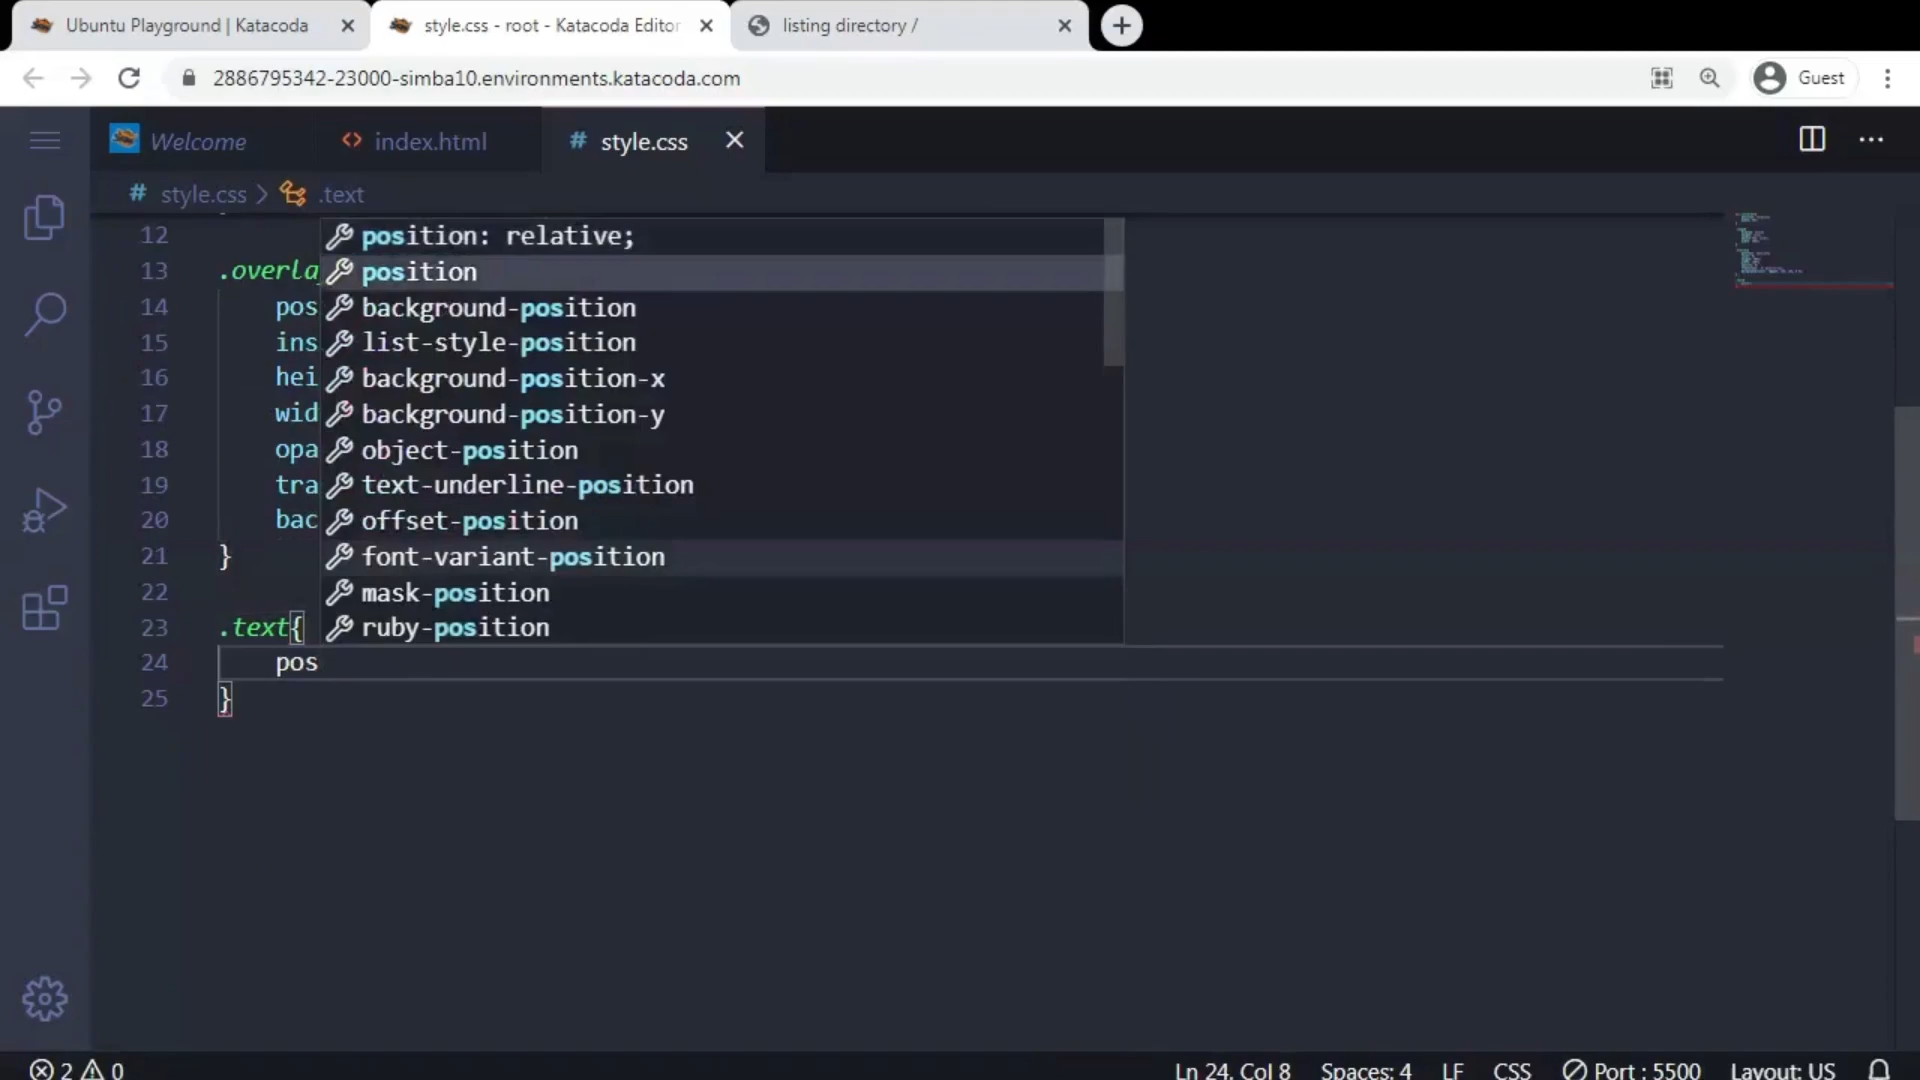 Ubuntu Playground | Katacoda
style.css - root - Katacoda Editor
listing directory /
2886795342-23000-simba10.environments.katacoda.com
Guest
Welcome
<> index.html
# style.css
# style.css > .text
12
13 .overla
14 pos
15 ins
16 hei
17 wid
18 opa
19 tra
20 bac
21 }
22
23 .text{
24 pos
25 }
position: relative;
position
background-position
list-style-position
background-position-x
background-position-y
object-position
text-underline-position
offset-position
font-variant-position
mask-position
ruby-position
2 0
Ln 24, Col 8
Spaces: 4
LF
CSS
Port : 5500
Layout: US